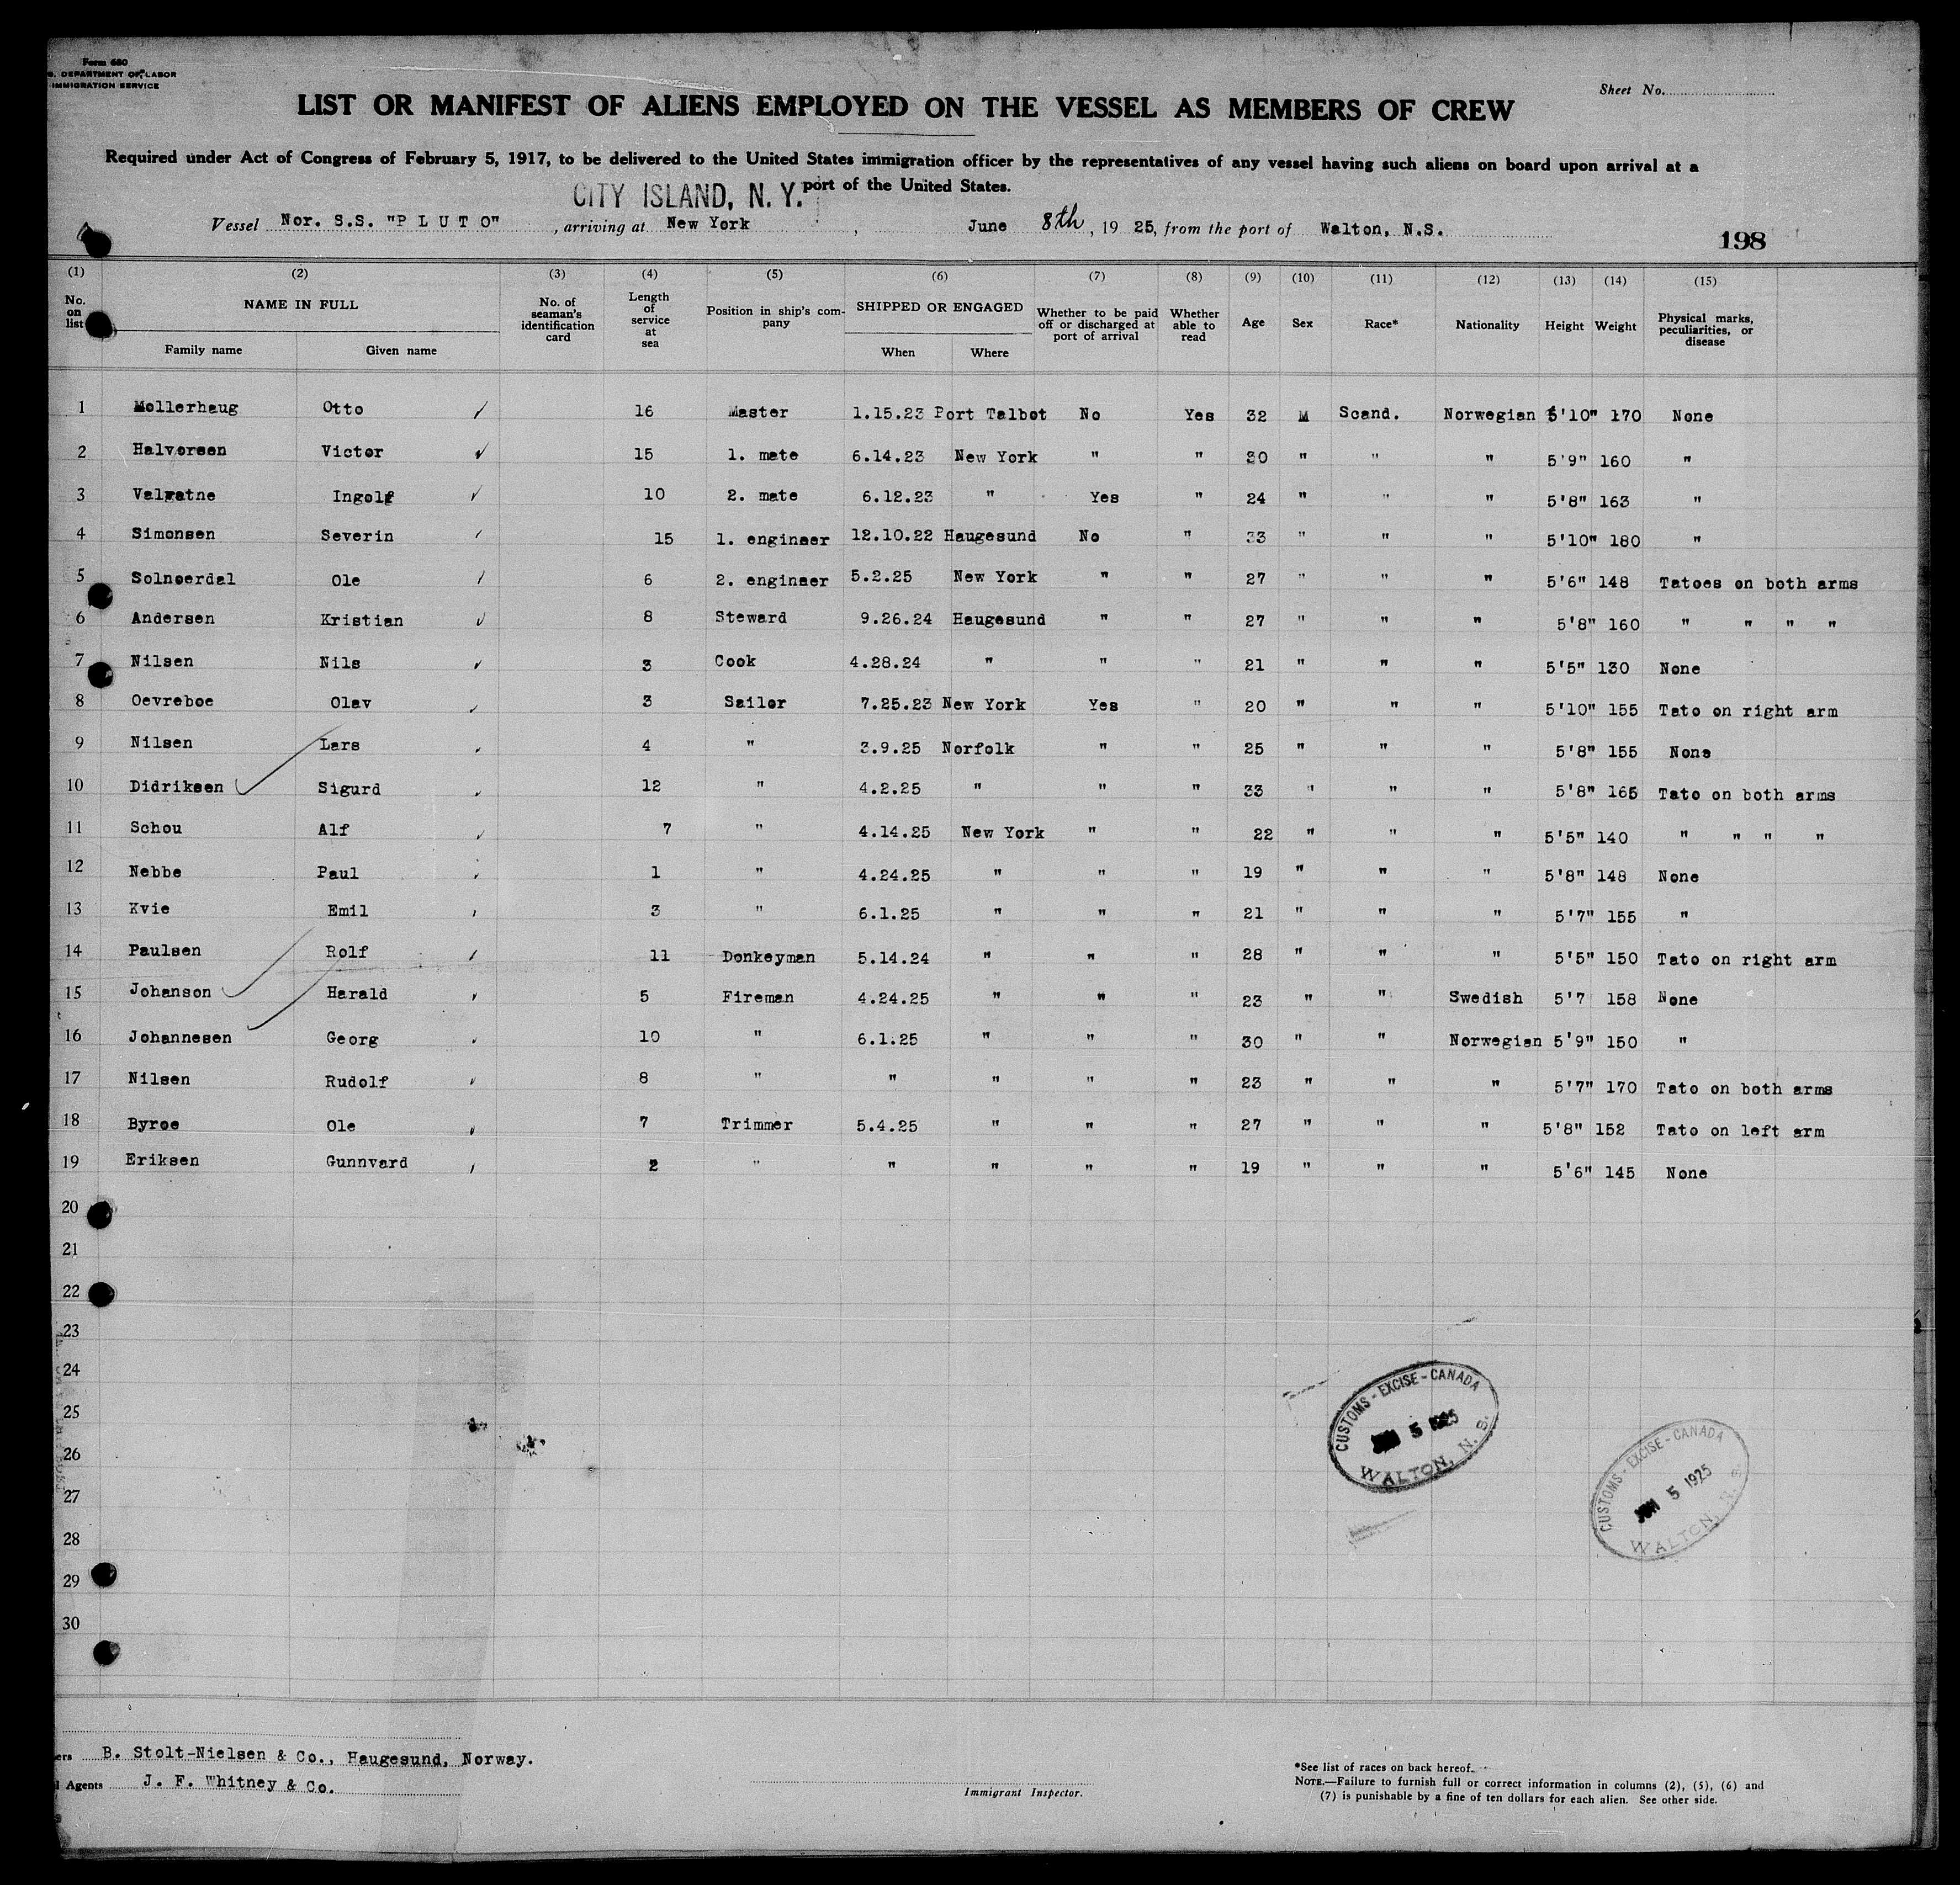 Form 680
S. DEPARTMENT OF LABOR
IMMIGRATION SERVICE
Sheet No.
LIST OR MANIFEST OF ALIENS EMPLOYED ON THE VESSEL AS MEMBERS OF CREW
Required under Act of Congress of February 5, 1917, to be delivered to the United States immigration officer by the representatives of any vessel having such aliens on board upon arrival at a
port of the United States.
CITY ISLAND, N. Y.
Vessel Nor. S.S. "P L U T O", arriving at New York, June 8th, 19 25, from the port of Walton, N.S.
198
(1) (2) (3) (4) (5) (6) (7) (8) (9) (10) (11) (12) (13) (14) (15)
No. on list NAME IN FULL Family name Given name No. of seaman's identification card Length of service at sea Position in ship's company SHIPPED OR ENGAGED When Where Whether to be paid off or discharged at port of arrival Whether able to read Age Sex Race* Nationality Height Weight Physical marks, peculiarities, or disease
1 Mollerhaug Otto 16 Master 1.15.23 Port Talbot No Yes 32 M Scand. Norwegian 5'10" 170 None
2 Halvorsen Victor 15 1. mate 6.14.23 New York " " 30 " " " 5'9" 160 "
3 Valvatne Ingolf 10 2. mate 6.12.23 " Yes " 24 " " " 5'8" 163 "
4 Simonsen Severin 15 1. engineer 12.10.22 Haugesund No " 33 " " " 5'10" 180 "
5 Solnoerdal Ole 6 2. engineer 5.2.25 New York " " 27 " " " 5'6" 148 Tatoes on both arms
6 Andersen Kristian 8 Steward 9.26.24 Haugesund " " 27 " " " 5'8" 160 " " " "
7 Nilsen Nils 3 Cook 4.28.24 " " " 21 " " " 5'5" 130 None
8 Oevreboe Olav 3 Sailor 7.25.23 New York Yes " 20 " " " 5'10" 155 Tato on right arm
9 Nilsen Lars 4 " 3.9.25 Norfolk " " 25 " " " 5'8" 155 None
10 Didriksen Sigurd 12 " 4.2.25 " " " 33 " " " 5'8" 165 Tato on both arms
11 Schou Alf 7 " 4.14.25 New York " " 22 " " " 5'5" 140 " " " "
12 Nebbe Paul 1 " 4.24.25 " " " 19 " " " 5'8" 148 None
13 Kvie Emil 3 " 6.1.25 " " " 21 " " " 5'7" 155 "
14 Paulsen Rolf 11 Donkeyman 5.14.24 " " " 28 " " " 5'5" 150 Tato on right arm
15 Johanson Harald 5 Fireman 4.24.25 " " " 23 " " Swedish 5'7 158 None
16 Johannesen Georg 10 " 6.1.25 " " " 30 " " Norwegian 5'9" 150 "
17 Nilsen Rudolf 8 " " " " " 23 " " " 5'7" 170 Tato on both arms
18 Byroe Ole 7 Trimmer 5.4.25 " " " 27 " " " 5'8" 152 Tato on left arm
19 Eriksen Gunnvard 2 " " " " " 19 " " " 5'6" 145 None
20
21
22
23
24
25
26
27
28
29
30
CUSTOMS - EXCISE - CANADA
JUN 5 1925
WALTON, N. S.
CUSTOMS - EXCISE - CANADA
JUN 5 1925
WALTON, N. S.
ers B. Stolt-Nielsen & Co., Haugesund, Norway.
l Agents J. F. Whitney & Co.
Immigrant Inspector.
*See list of races on back hereof.
NOTE.—Failure to furnish full or correct information in columns (2), (5), (6) and
(7) is punishable by a fine of ten dollars for each alien. See other side.